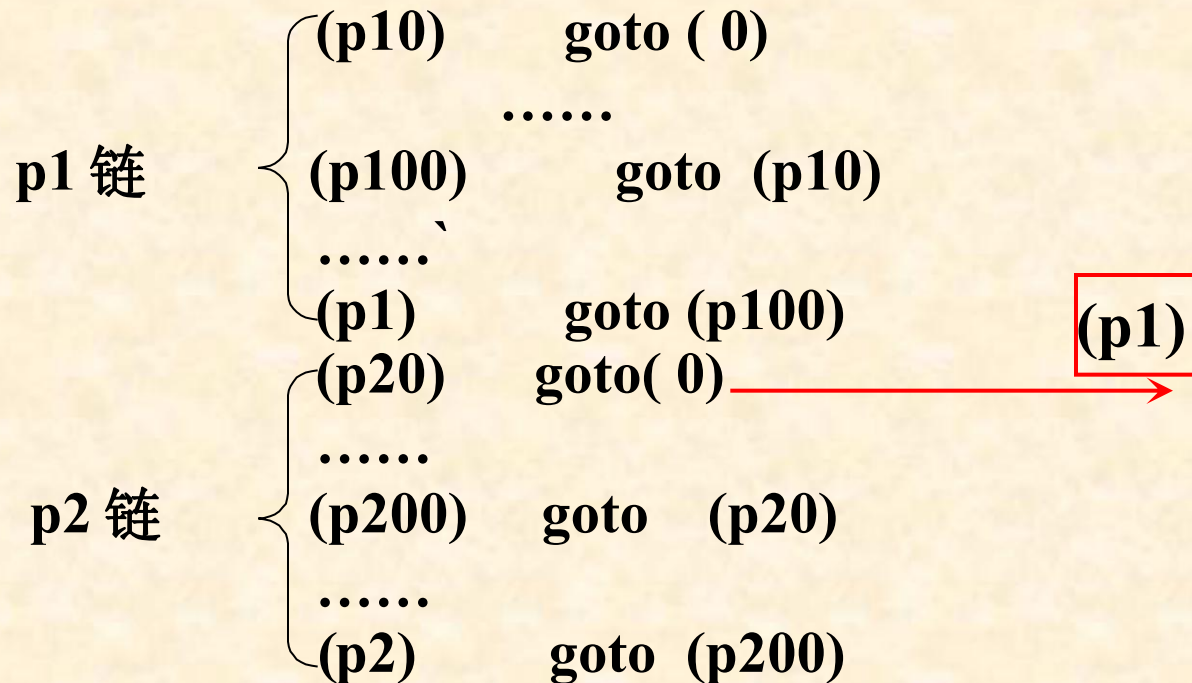 (p10) goto ( 0)
……
p1 链 (p100) goto (p10)
……`
(p1) goto (p100)
(p1)
(p20) goto( 0)
……
p2 链 (p200) goto (p20)
……
(p2) goto (p200)